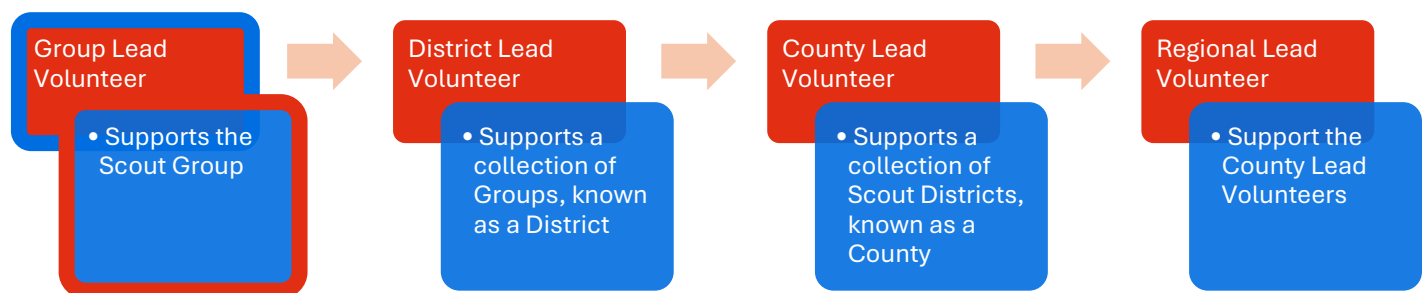 Group Lead
Volunteer
• Supports the
Scout Group
District Lead
Volunteer
• Supports a
collection of
Groups, known
as a District
County Lead
Volunteer
• Supports a
collection of
Scout Districts,
known as a
County
Regional Lead
Volunteer
• Support the
County Lead
Volunteers